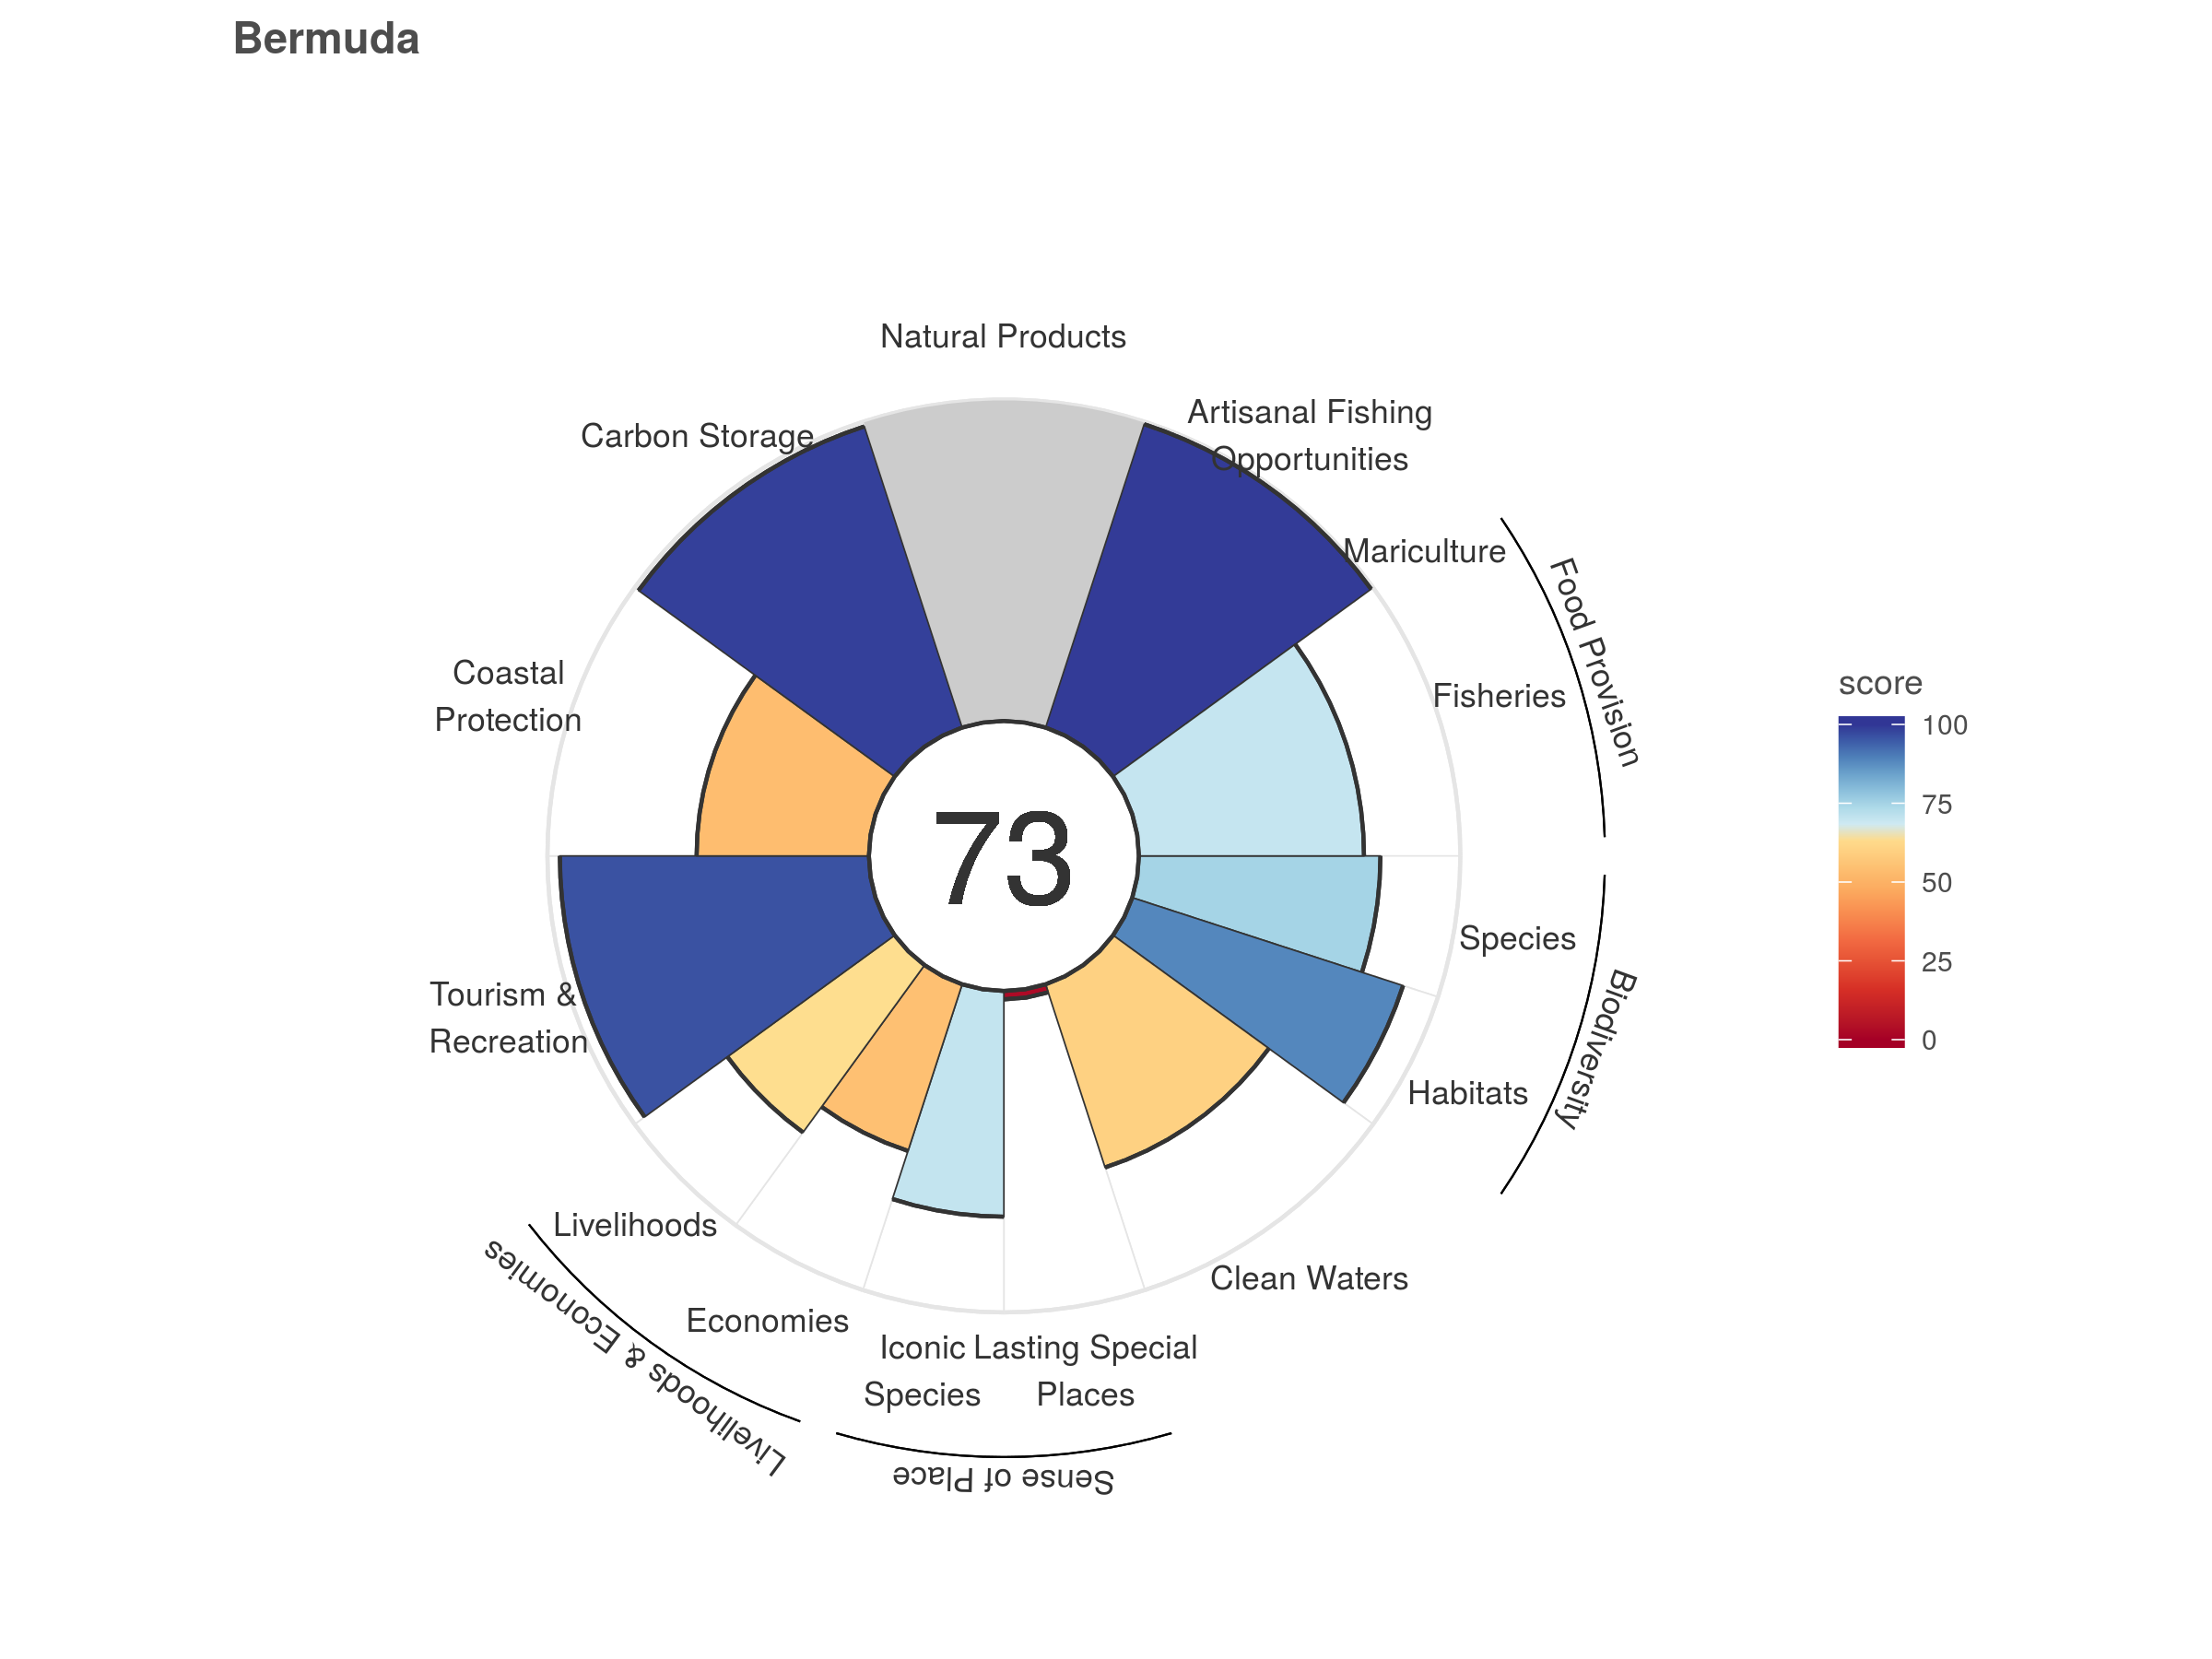 Bermuda
Natural Products
Artisanal Fishing
Opportunities
Carbon Storage
Mariculture
Food Provision
Fisheries
Coastal
Protection
score
100
75
50
25
0
73
Species
Biodiversity
Habitats
Tourism &
Recreation
Livelihoods
Livelihoods & Economies
Economies
Clean Waters
Iconic
Species
Lasting Special
Places
Sense of Place